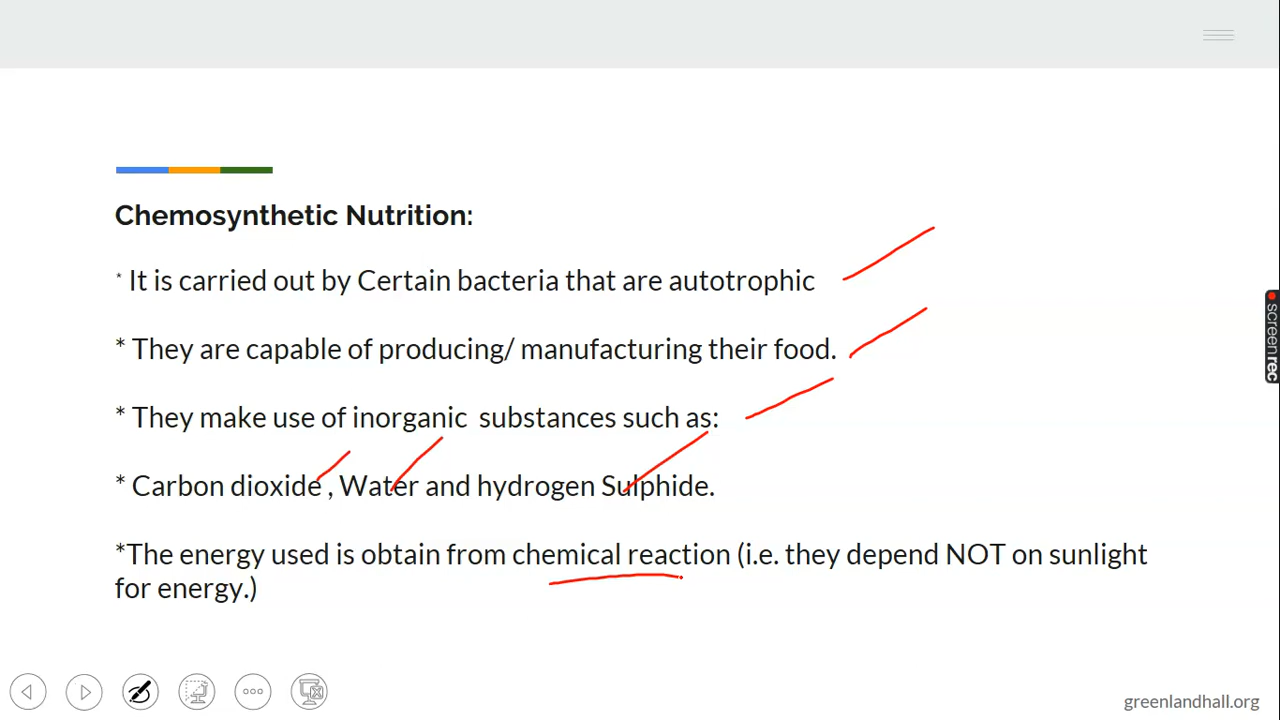 Chemosynthetic Nutrition:
* It is carried out by Certain bacteria that are autotrophic
* They are capable of producing/ manufacturing their food.
* They make use of inorganic substances such as:
* Carbon dioxide , Water and hydrogen Sulphide.
*The energy used is obtain from chemical reaction (i.e. they depend NOT on sunlight
for energy.)
screenrec
greenlandhall.org